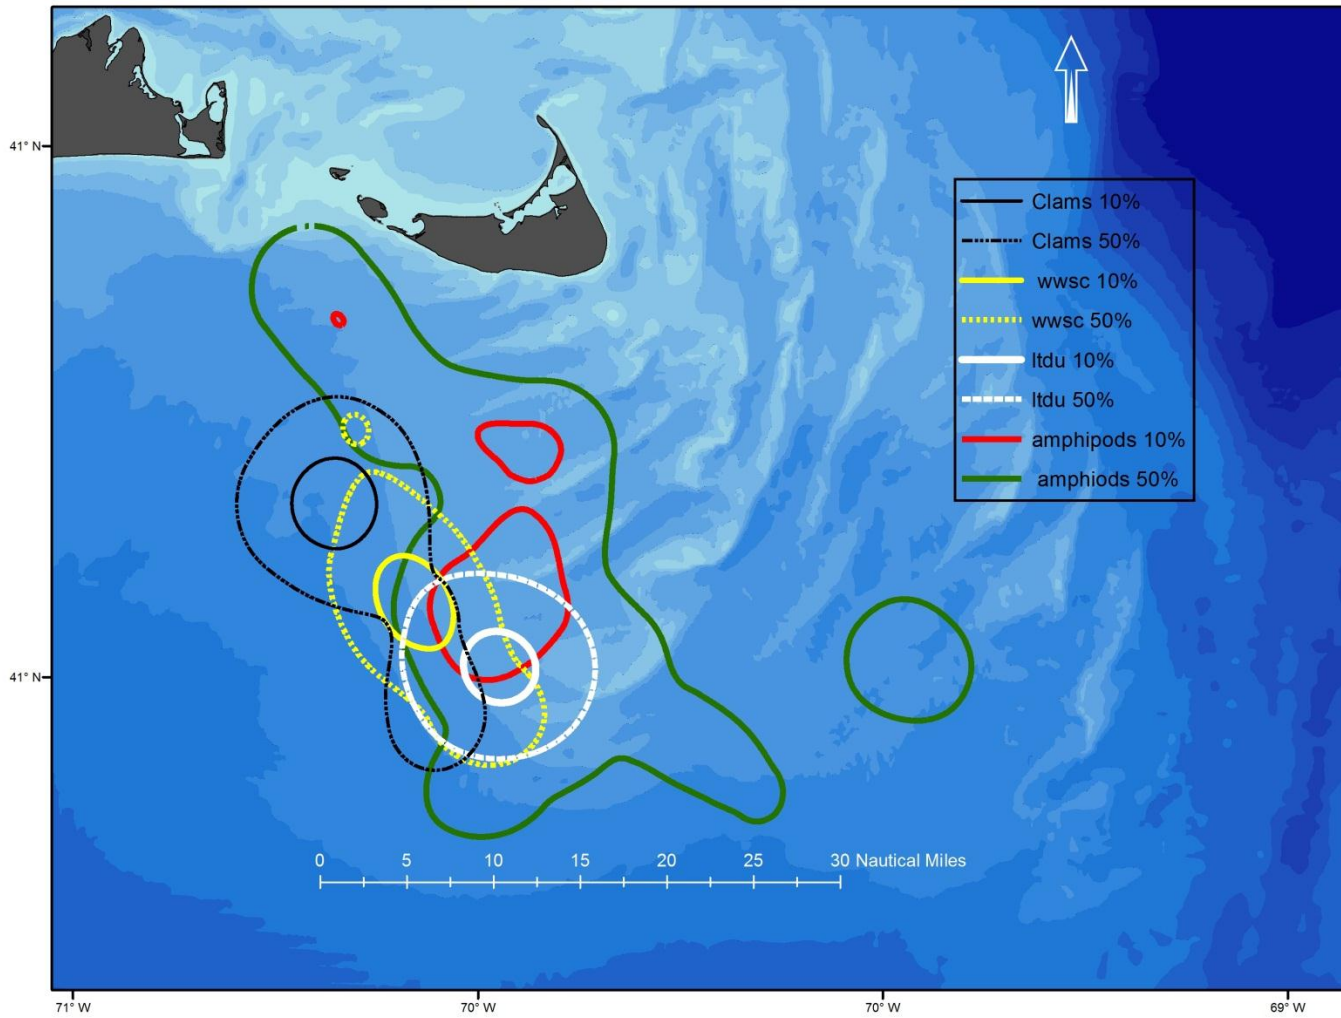 41° N
Clams 10%
Clams 50%
wwsc 10%
wwsc 50%
ltdu 10%
ltdu 50%
amphipods 10%
amphiods 50%
41° N
0 5 10 15 20 25 30 Nautical Miles
71° W 70° W 70° W 69° W